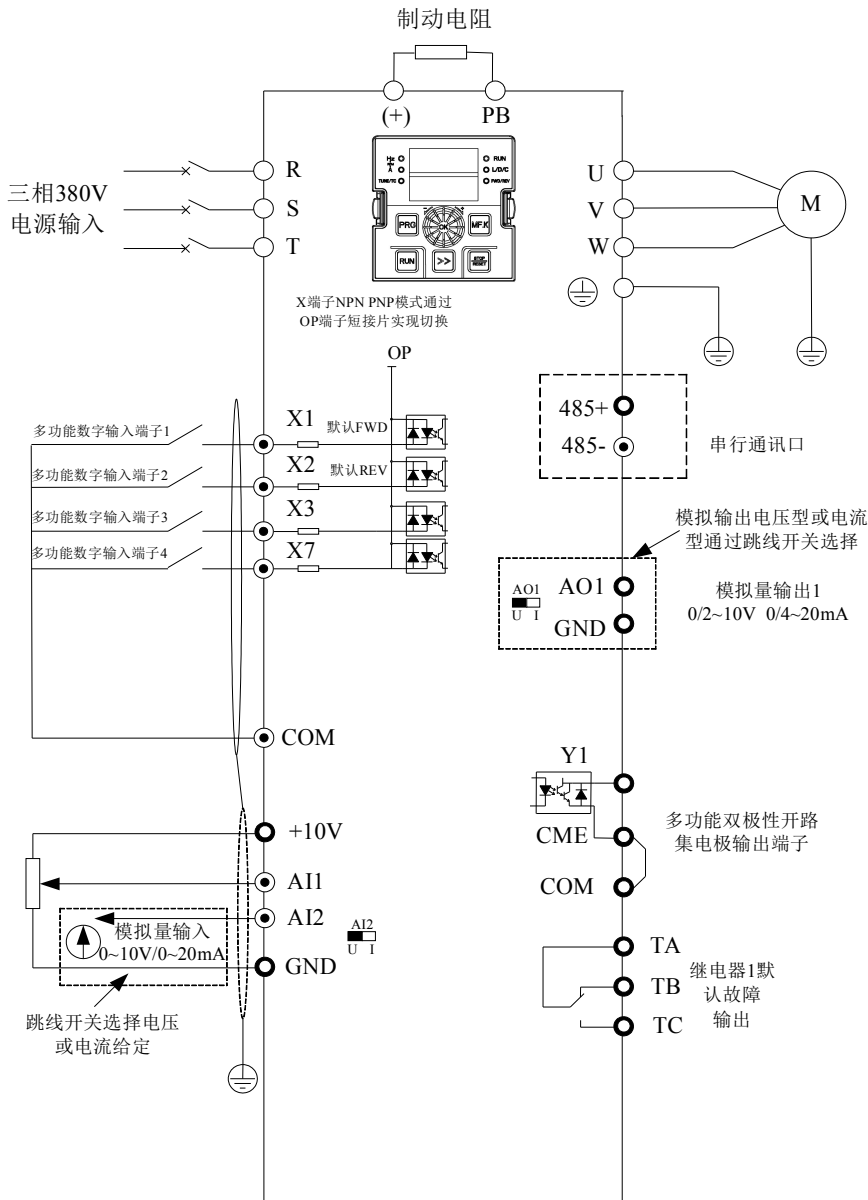 制动电阻
(+)
PB
三相380V
电源输入
R
S
T
Hz
A
TUNE/TC
RUN
L/D/C
FWD/REV
PRG
OK
MF.K
RUN
>>
STOP
RESET
U
V
W
M
X端子NPN PNP模式通过
OP端子短接片实现切换
OP
多功能数字输入端子1
X1
默认FWD
多功能数字输入端子2
X2
默认REV
多功能数字输入端子3
X3
多功能数字输入端子4
X7
COM
485+
485-
串行通讯口
模拟输出电压型或电流
型通过跳线开关选择
AO1
U I
AO1
GND
模拟量输出1
0/2~10V 0/4~20mA
Y1
CME
COM
多功能双极性开路
集电极输出端子
+10V
AI1
AI2
GND
AI2
U I
模拟量输入
0~10V/0~20mA
跳线开关选择电压
或电流给定
TA
TB
TC
继电器1默
认故障
输出